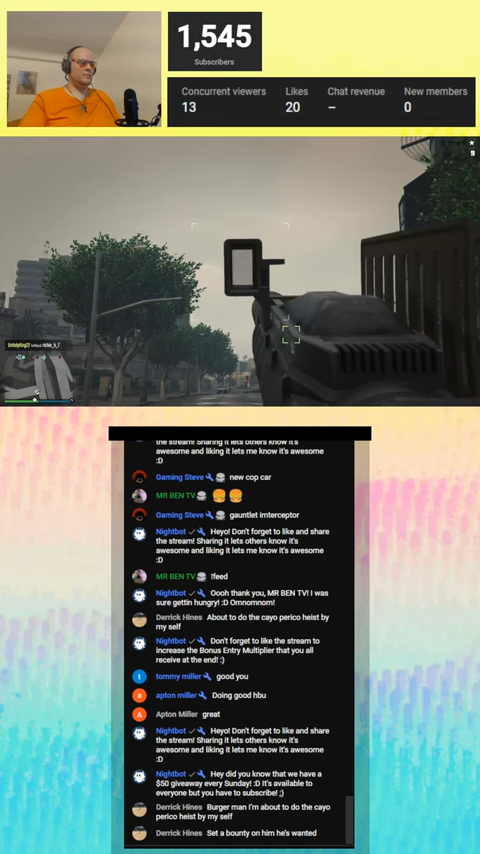 1,545
Subscribers
Concurrent viewers Likes Chat revenue New members
13 20 – 0
9
UnholyKing22 killed richie_b_7
the stream! Sharing it lets others know it's
awesome and liking it lets me know it's awesome
:D
Gaming Steve new cop car
MR BEN TV
Gaming Steve gauntlet imterceptor
Nightbot Heyo! Don't forget to like and share
the stream! Sharing it lets others know it's
awesome and liking it lets me know it's awesome
:D
MR BEN TV !feed
Nightbot Oooh thank you, MR BEN TV! I was
sure gettin hungry! :D Omnomnom!
Derrick Hines About to do the cayo perico heist by
my self
Nightbot Don't forget to like the stream to
increase the Bonus Entry Multiplier that you all
receive at the end! :)
t tommy miller good you
a apton miller Doing good hbu
A Apton Miller great
Nightbot Heyo! Don't forget to like and share
the stream! Sharing it lets others know it's
awesome and liking it lets me know it's awesome
:D
Nightbot Hey did you know that we have a
$50 giveaway every Sunday! :D It's available to
everyone but you have to subscribe! ;)
Derrick Hines Burger man I'm about to do the cayo
perico heist by my self
Derrick Hines Set a bounty on him he's wanted